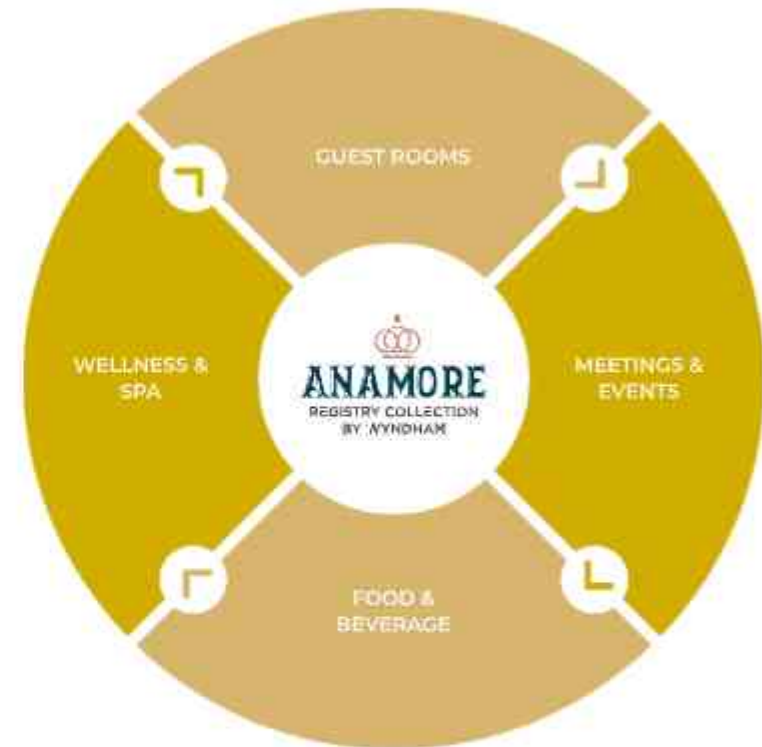 GUEST ROOMS
WELLNESS &
SPA
ANAMORE
REGISTRY COLLECTION
BY WYNDHAM
MEETINGS &
EVENTS
FOOD &
BEVERAGE